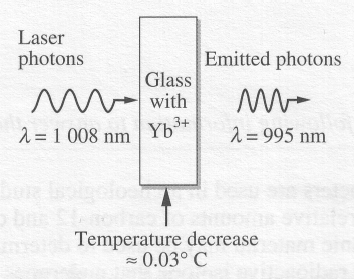 Laser
photons
Emitted photons
Glass
with
Yb³⁺
λ = 1 008 nm
λ = 995 nm
Temperature decrease
≈ 0.03° C